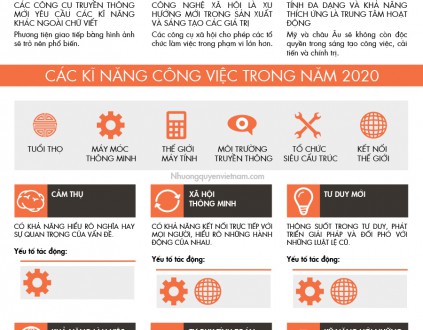 CÁC CÔNG CỤ TRUYỀN THÔNG
MỚI YÊU CẦU CÁC KĨ NĂNG
KHÁC NGOÀI CHỮ VIẾT
Phương tiện giao tiếp bằng hình ảnh
sẽ trở nên phổ biến.
CÔNG NGHỆ XÃ HỘI LÀ XU
HƯỚNG MỚI TRONG SẢN XUẤT
VÀ SÁNG TẠO CÁC GIÁ TRỊ
Các công cụ xã hội cho phép các tổ
chức làm việc trong phạm vi lớn hơn.
TÍNH ĐA DẠNG VÀ KHẢ NĂNG
THÍCH ỨNG LÀ TRUNG TÂM HOẠT
ĐỘNG
Mỹ và châu Âu sẽ không còn độc
quyền trong sáng tạo công việc, cải
tiến và chính trị.
CÁC KĨ NĂNG CÔNG VIỆC TRONG NĂM 2020
TUỔI THỌ
MÁY MÓC
THÔNG MINH
THẾ GIỚI
MÁY TÍNH
MÔI TRƯỜNG
TRUYỀN THÔNG
TỔ CHỨC
SIÊU CẤU TRÚC
KẾT NỐI
THẾ GIỚI
Nhuongquyenvietnam.com
CẢM THỤ
CÓ KHẢ NĂNG HIỂU RÕ NGHĨA HAY
SỰ QUAN TRỌNG CỦA VẤN ĐỀ.
Yếu tố tác động:
XÃ HỘI
THÔNG MINH
CÓ KHẢ NĂNG KẾT NỐI TRỰC TIẾP VỚI
MỌI NGƯỜI, HIỂU RÕ NHỮNG HÀNH
ĐỘNG CỦA NHAU.
Yếu tố tác động:
TƯ DUY MỚI
THÔNG SUỐT TRONG TƯ DUY, PHÁT
TRIỂN GIẢI PHÁP VÀ ĐỐI PHÓ VỚI
NHỮNG LUẬT LỆ CŨ.
Yếu tố tác động: